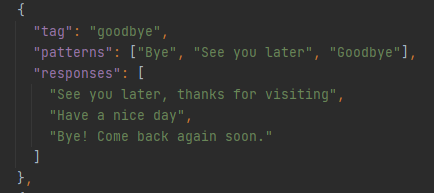 {
"tag": "goodbye",
"patterns": ["Bye", "See you later", "Goodbye"],
"responses": [
"See you later, thanks for visiting",
"Have a nice day",
"Bye! Come back again soon."
]
},